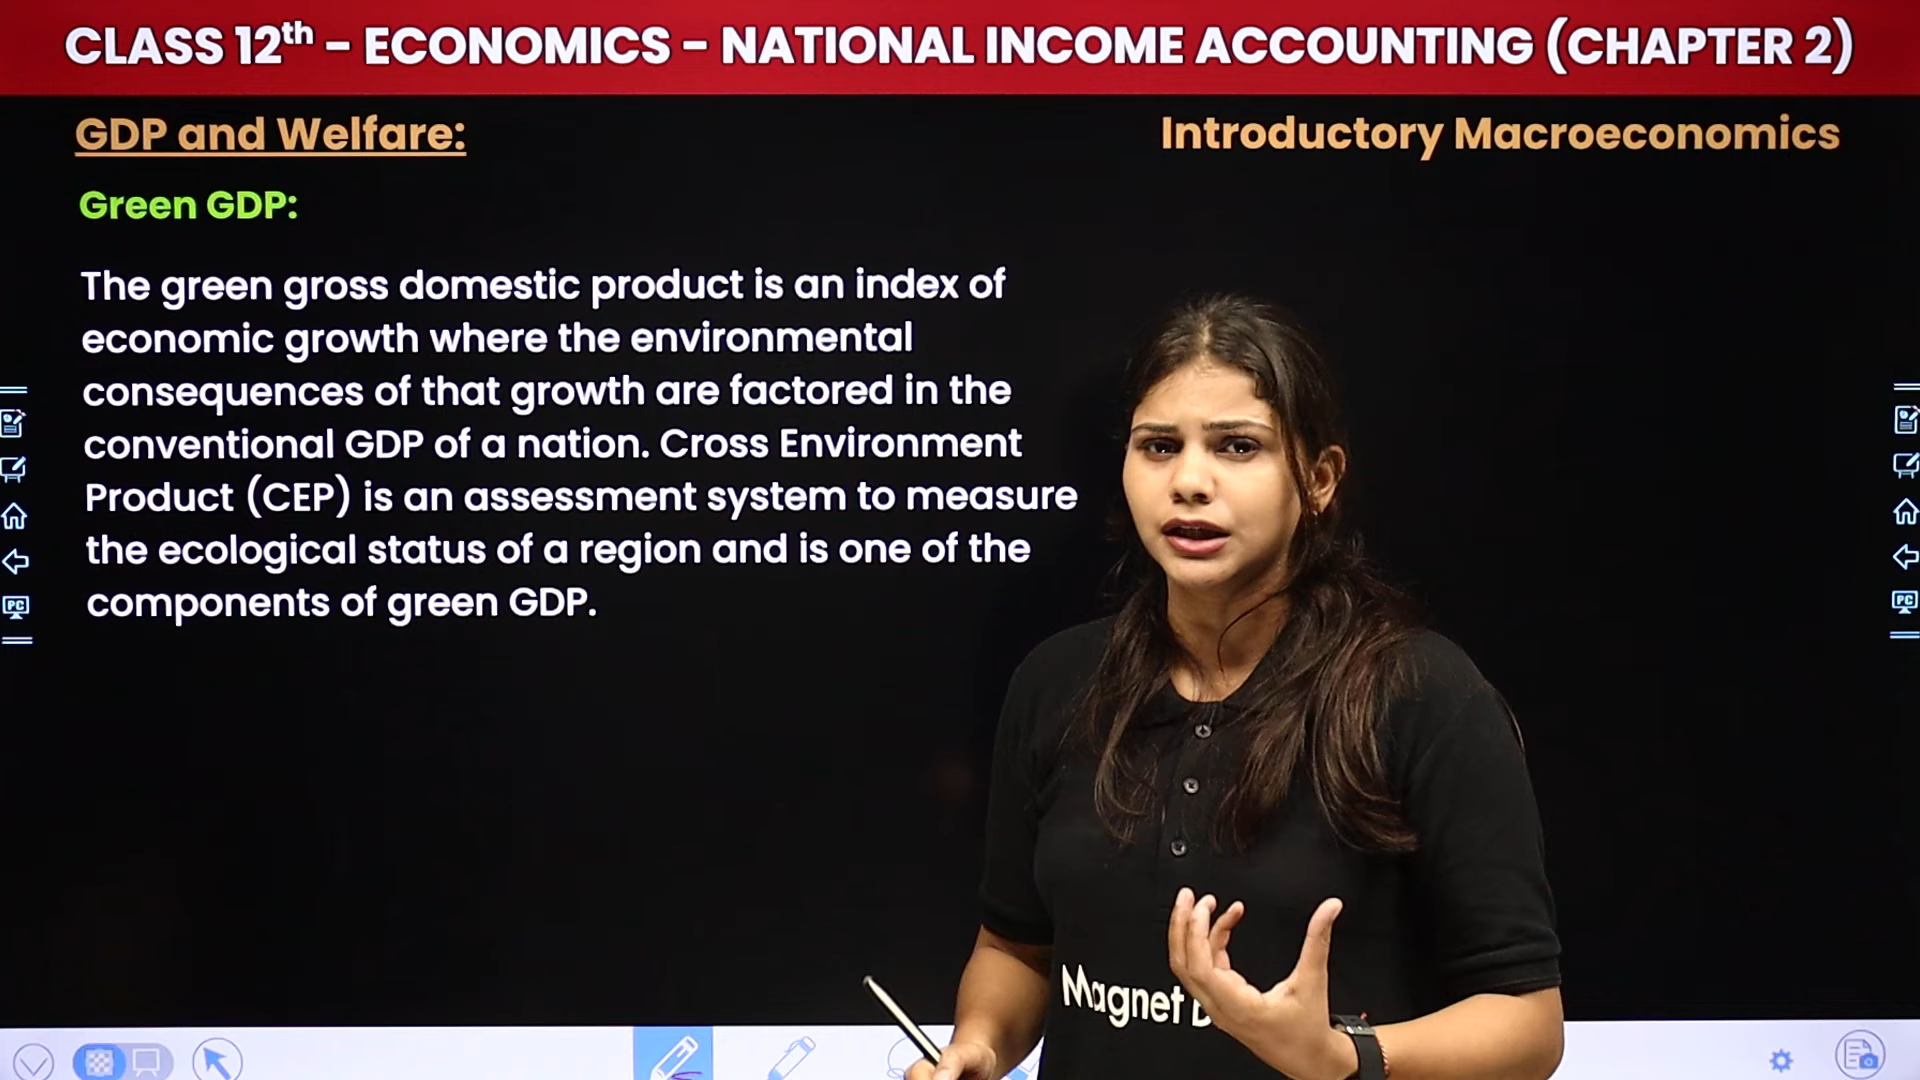 CLASS 12th – ECONOMICS – NATIONAL INCOME ACCOUNTING (CHAPTER 2)
GDP and Welfare:
Introductory Macroeconomics
Green GDP:
The green gross domestic product is an index of
economic growth where the environmental
consequences of that growth are factored in the
conventional GDP of a nation. Cross Environment
Product (CEP) is an assessment system to measure
the ecological status of a region and is one of the
components of green GDP.
PC
PC
Magnet